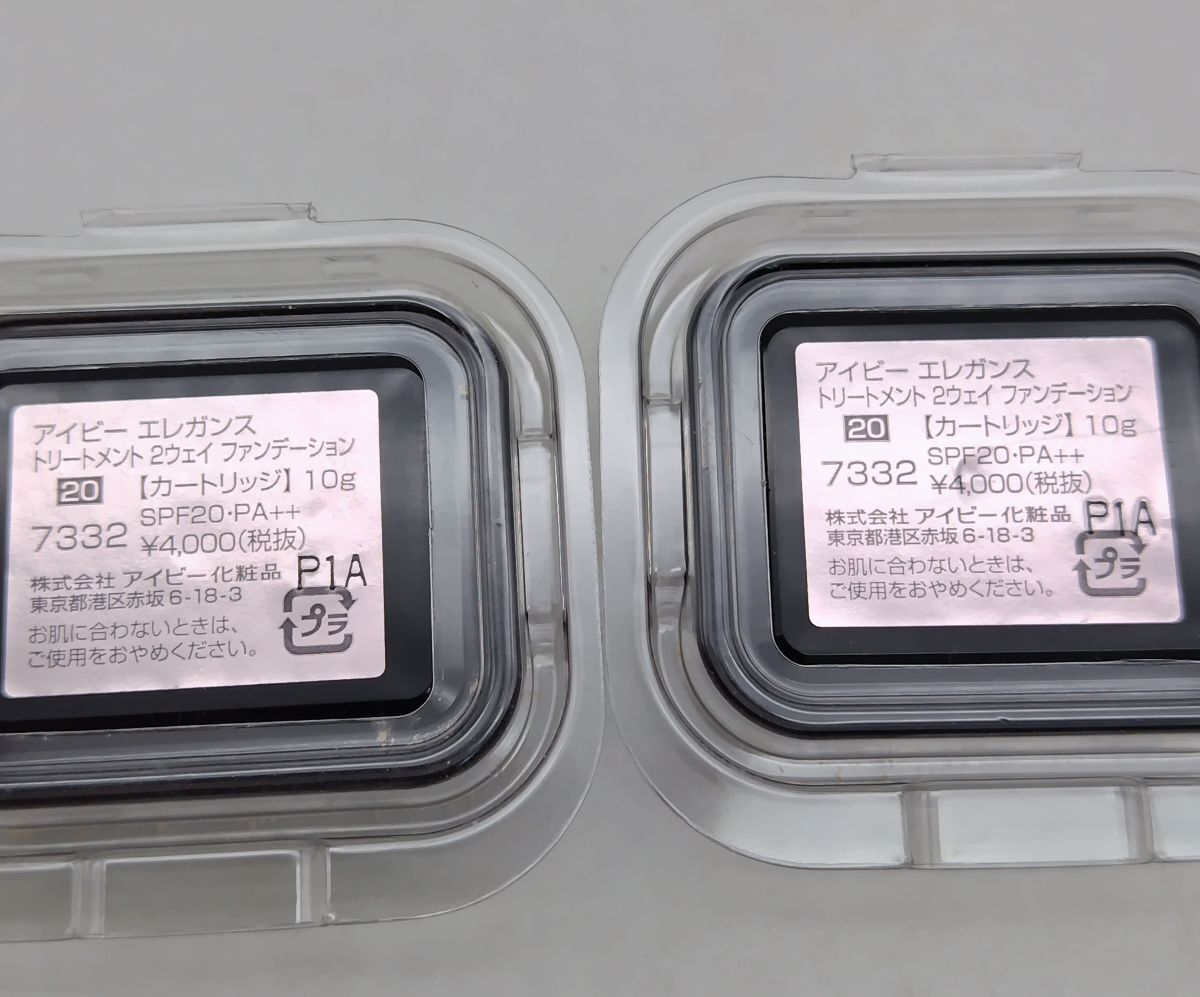 アイビー エレガンス
トリートメント 2ウェイ ファンデーション
20 【カートリッジ】 10g
7332 SPF20・PA++
¥4,000(税抜)
株式会社 アイビー化粧品
東京都港区赤坂 6-18-3
P1A
お肌に合わないときは、
ご使用をおやめください。
プラ
アイビー エレガンス
トリートメント 2ウェイ ファンデーション
20 【カートリッジ】 10g
7332 SPF20・PA++
¥4,000(税抜)
株式会社 アイビー化粧品
東京都港区赤坂 6-18-3
P1A
お肌に合わないときは、
ご使用をおやめください。
プラ